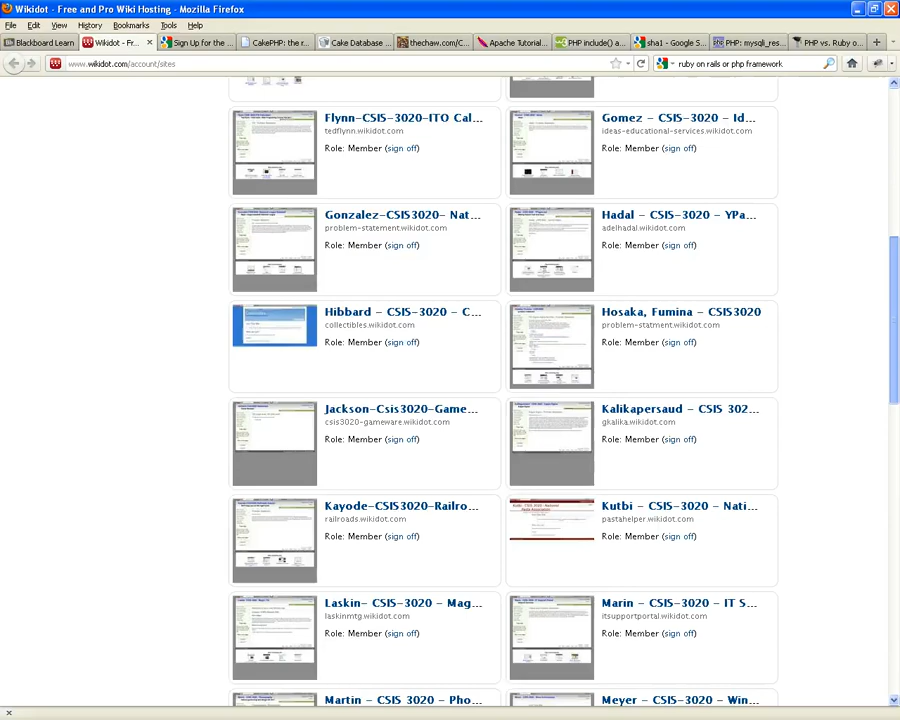 Wikidot - Free and Pro Wiki Hosting - Mozilla Firefox
File Edit View History Bookmarks Tools Help
Blackboard Learn
Wikidot - Fr...
Sign Up for the ...
CakePHP: the r...
Cake Database ...
thechaw.com/C...
Apache Tutorial...
PHP include() a...
sha1 - Google S...
PHP: mysqli_res...
PHP vs. Ruby o...
www.wikidot.com/account/sites
ruby on rails or php framework
Flynn-CSIS-3020-ITO Cal...
tedflynn.wikidot.com
Role: Member (sign off)
Gomez - CSIS-3020 - Id...
ideas-educational-services.wikidot.com
Role: Member (sign off)
Gonzalez-CSIS3020- Nat...
problem-statement.wikidot.com
Role: Member (sign off)
Hadal - CSIS-3020 - YPa...
adelhadal.wikidot.com
Role: Member (sign off)
Hibbard - CSIS-3020 - C...
collectibles.wikidot.com
Role: Member (sign off)
Hosaka, Fumina - CSIS3020
problem-statment.wikidot.com
Role: Member (sign off)
Jackson-Csis3020-Game...
csis3020-gameware.wikidot.com
Role: Member (sign off)
Kalikapersaud - CSIS 302...
gkalika.wikidot.com
Role: Member (sign off)
Kayode-CSIS3020-Railro...
railroads.wikidot.com
Role: Member (sign off)
Kutbi - CSIS-3020 - Nati...
pastahelper.wikidot.com
Role: Member (sign off)
Laskin- CSIS-3020 - Mag...
laskinmtg.wikidot.com
Role: Member (sign off)
Marin - CSIS-3020 - IT S...
itsupportportal.wikidot.com
Role: Member (sign off)
Martin - CSIS 3020 - Pho...
Meyer - CSIS-3020 - Win...